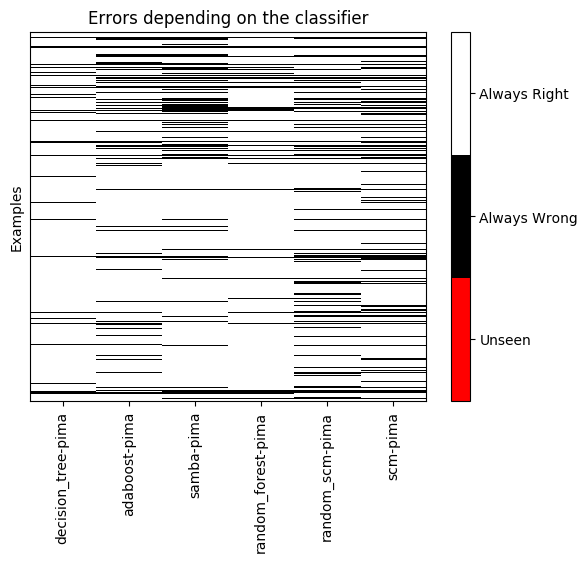 Errors depending on the classifier
Examples
decision_tree-pima
adaboost-pima
samba-pima
random_forest-pima
random_scm-pima
scm-pima
Always Right
Always Wrong
Unseen